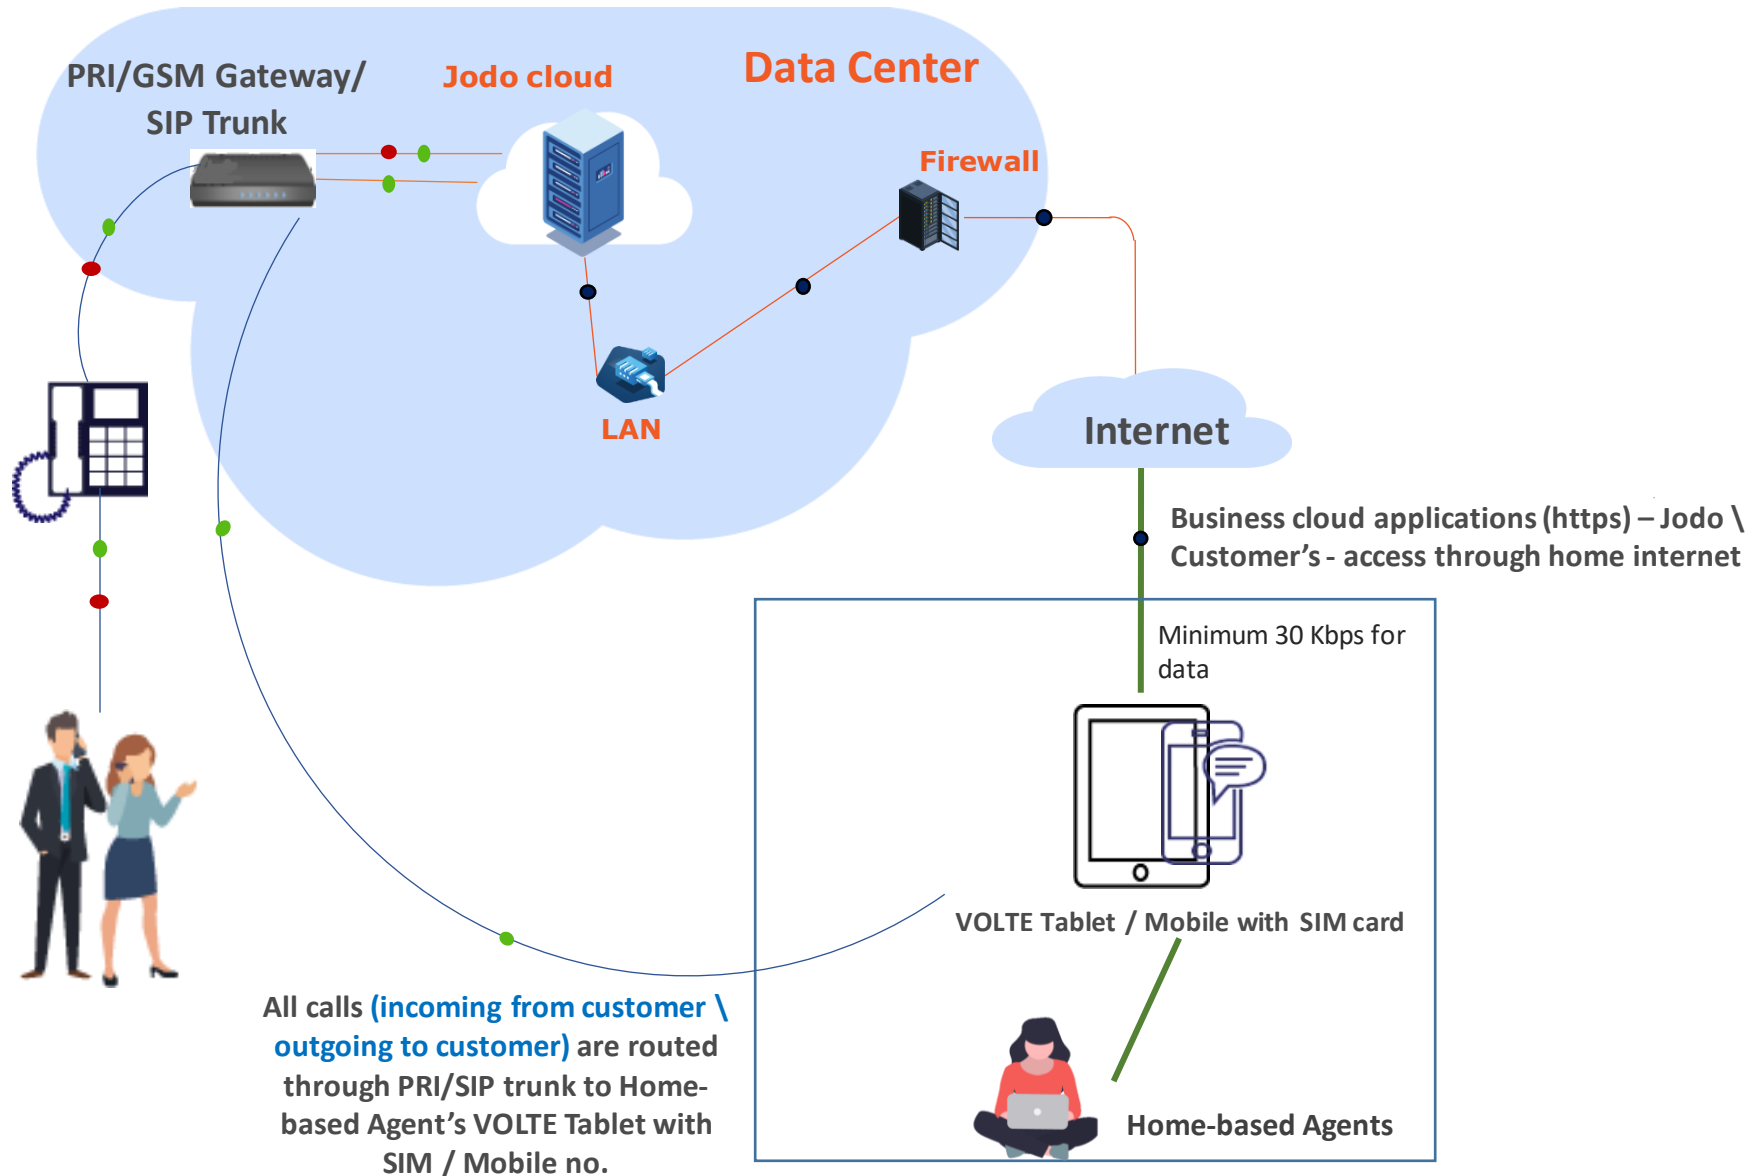 PRI/GSM Gateway/
SIP Trunk
Jodo cloud
Data Center
Firewall
LAN
Internet
Business cloud applications (https) – Jodo \
Customer’s - access through home internet
Minimum 30 Kbps for
data
VOLTE Tablet / Mobile with SIM card
All calls (incoming from customer \
outgoing to customer) are routed
through PRI/SIP trunk to Home-
based Agent’s VOLTE Tablet with
SIM / Mobile no.
Home-based Agents